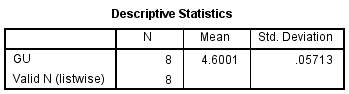 Descriptive Statistics
N Mean Std. Deviation
GU 8 4.6001 .05713
Valid N (listwise) 8